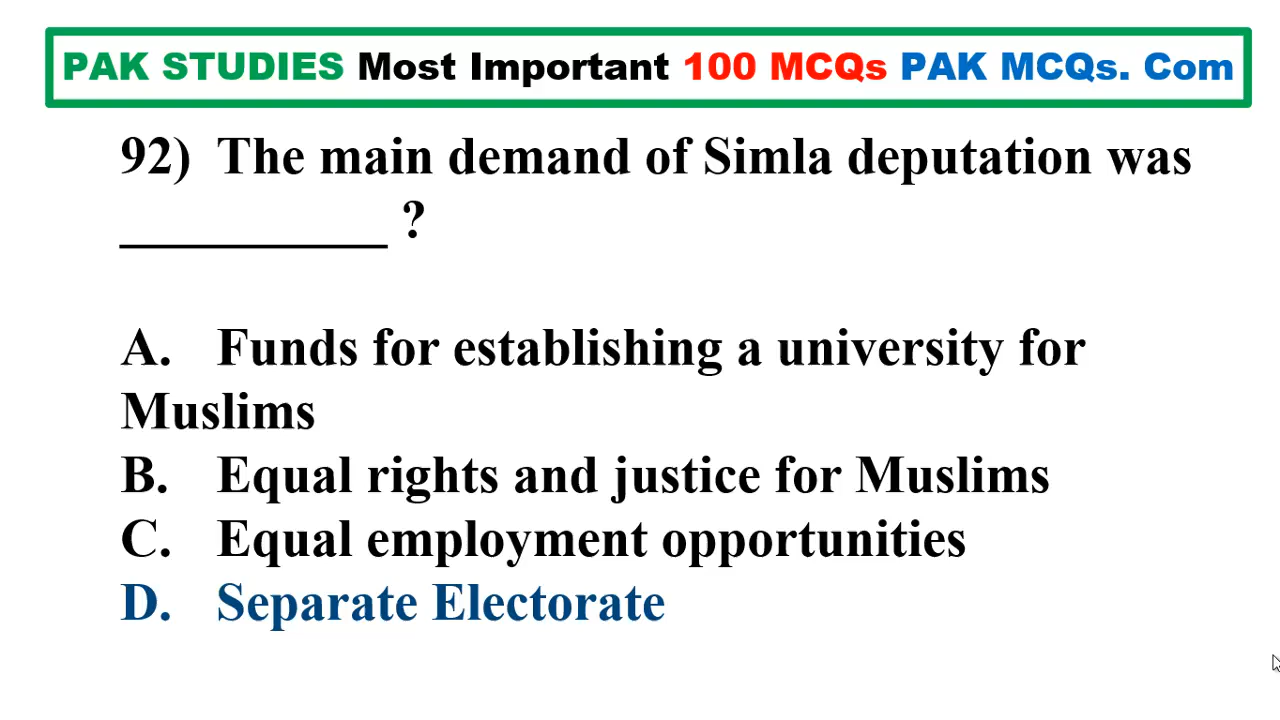 PAK STUDIES Most Important 100 MCQs PAK MCQs. Com
92) The main demand of Simla deputation was
__________ ?
A. Funds for establishing a university for
Muslims
B. Equal rights and justice for Muslims
C. Equal employment opportunities
D. Separate Electorate